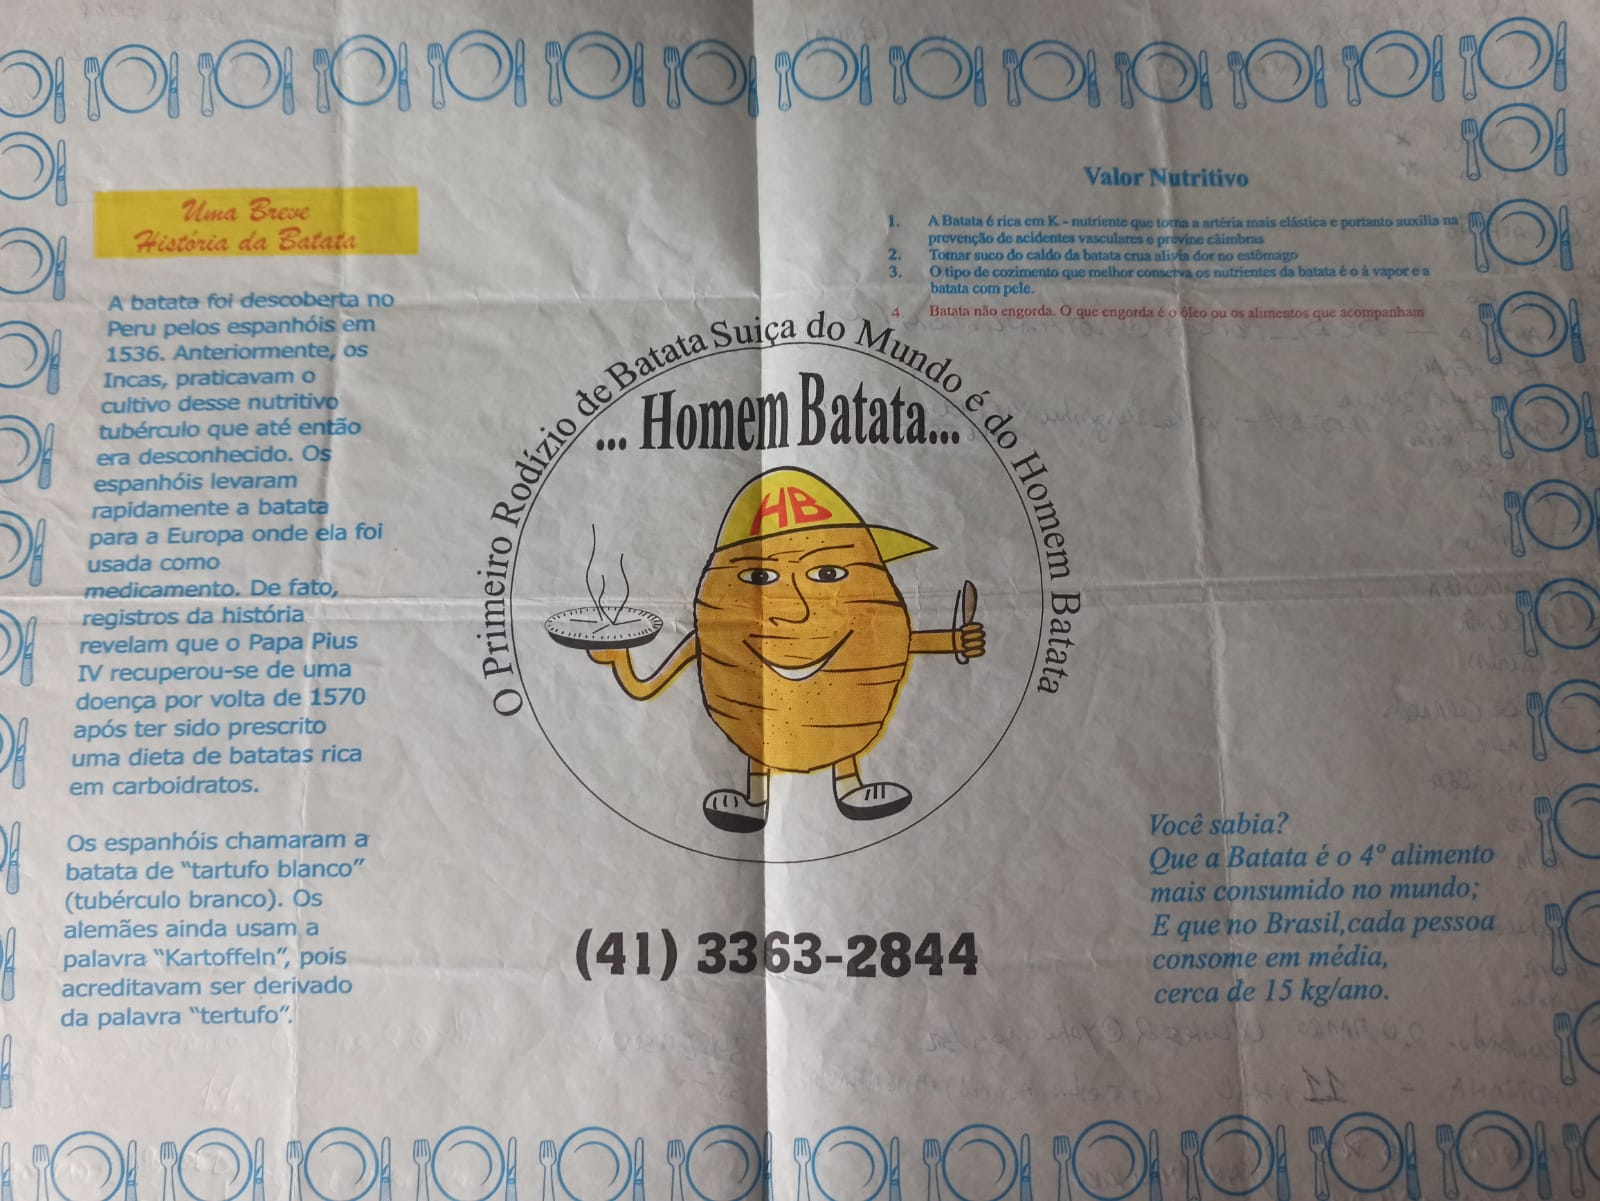 Uma Breve
História da Batata
A batata foi descoberta no
Peru pelos espanhóis em
1536. Anteriormente, os
Incas, praticavam o
cultivo desse nutritivo
tubérculo que até então
era desconhecido. Os
espanhóis levaram
rapidamente a batata
para a Europa onde ela foi
usada como
medicamento. De fato,
registros da história
revelam que o Papa Pius
IV recuperou-se de uma
doença por volta de 1570
após ter sido prescrito
uma dieta de batatas rica
em carboidratos.
Os espanhóis chamaram a
batata de “tartufo blanco”
(tubérculo branco). Os
alemães ainda usam a
palavra “Kartoffeln”, pois
acreditavam ser derivado
da palavra “tertufo”.
O Primeiro Rodízio de Batata Suiça do Mundo é do Homem Batata
... Homem Batata...
HB
(41) 3363-2844
Valor Nutritivo
1. A Batata é rica em K - nutriente que torna a artéria mais elástica e portanto auxilia na
prevenção de acidentes vasculares e previne câimbras
2. Tomar suco do caldo da batata crua alivia dor no estômago
3. O tipo de cozimento que melhor conserva os nutrientes da batata é o à vapor e a
batata com pele.
4. Batata não engorda. O que engorda é o óleo ou os alimentos que acompanham
Você sabia?
Que a Batata é o 4º alimento
mais consumido no mundo;
E que no Brasil,cada pessoa
consome em média,
cerca de 15 kg/ano.